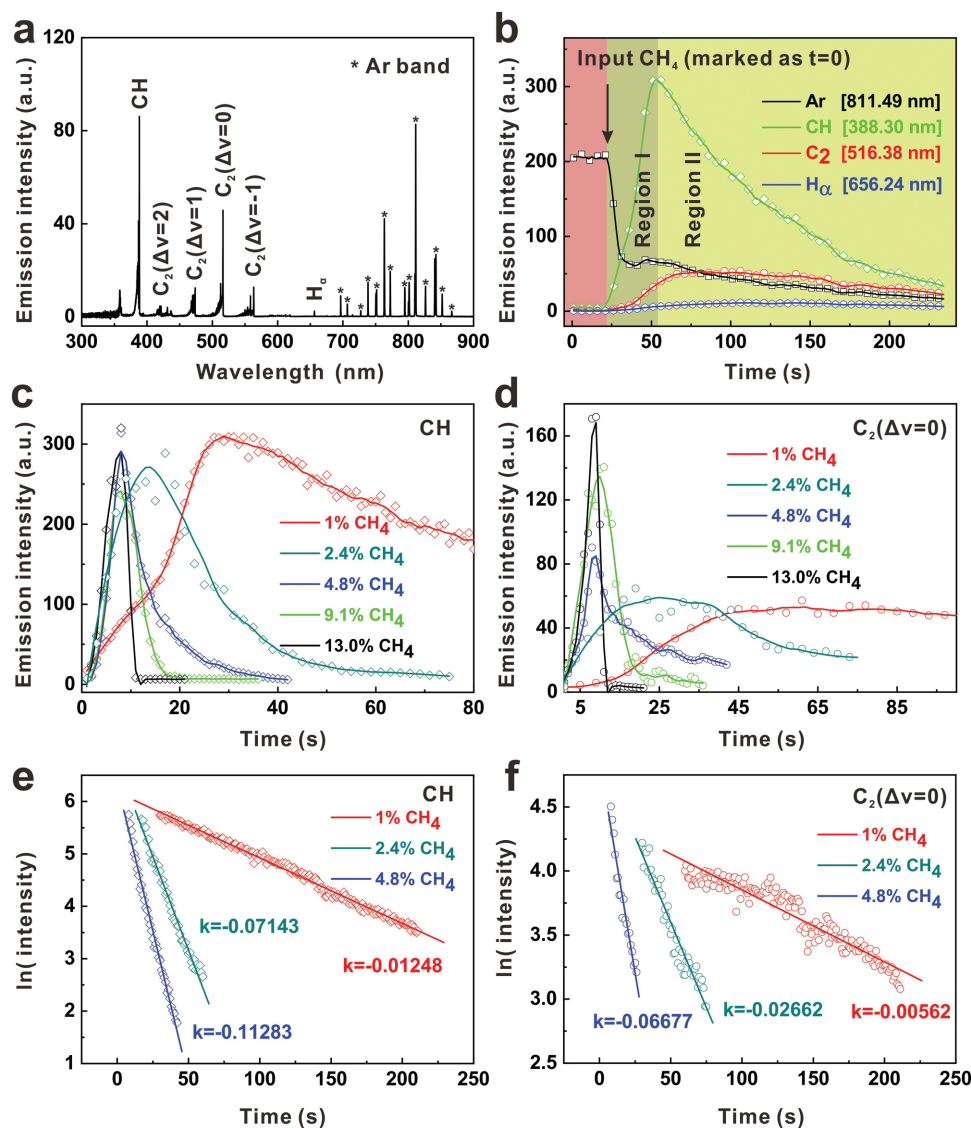 a
120
80
40
0
Emission intensity (a.u.)
* Ar band
CH
C₂(Δv=2)
C₂(Δv=1)
C₂(Δv=0)
C₂(Δv=-1)
Hα
* * * * * * * * * * * * * *
300 400 500 600 700 800 900
Wavelength (nm)
b
300
200
100
0
Emission intensity (a.u.)
Input CH₄ (marked as t=0)
Ar [811.49 nm]
CH [388.30 nm]
C₂ [516.38 nm]
Hα [656.24 nm]
Region I
Region II
0 50 100 150 200
Time (s)
c
300
200
100
0
Emission intensity (a.u.)
CH
1% CH₄
2.4% CH₄
4.8% CH₄
9.1% CH₄
13.0% CH₄
0 20 40 60 80
Time (s)
d
160
120
80
40
0
Emission intensity (a.u.)
C₂(Δv=0)
1% CH₄
2.4% CH₄
4.8% CH₄
9.1% CH₄
13.0% CH₄
5 25 45 65 85
Time (s)
e
6
5
4
3
2
1
ln( intensity)
CH
1% CH₄
2.4% CH₄
4.8% CH₄
k=-0.07143
k=-0.01248
k=-0.11283
0 50 100 150 200 250
Time (s)
f
4.5
4.0
3.5
3.0
2.5
ln( intensity)
C₂(Δv=0)
1% CH₄
2.4% CH₄
4.8% CH₄
k=-0.06677
k=-0.02662
k=-0.00562
0 50 100 150 200 250
Time (s)